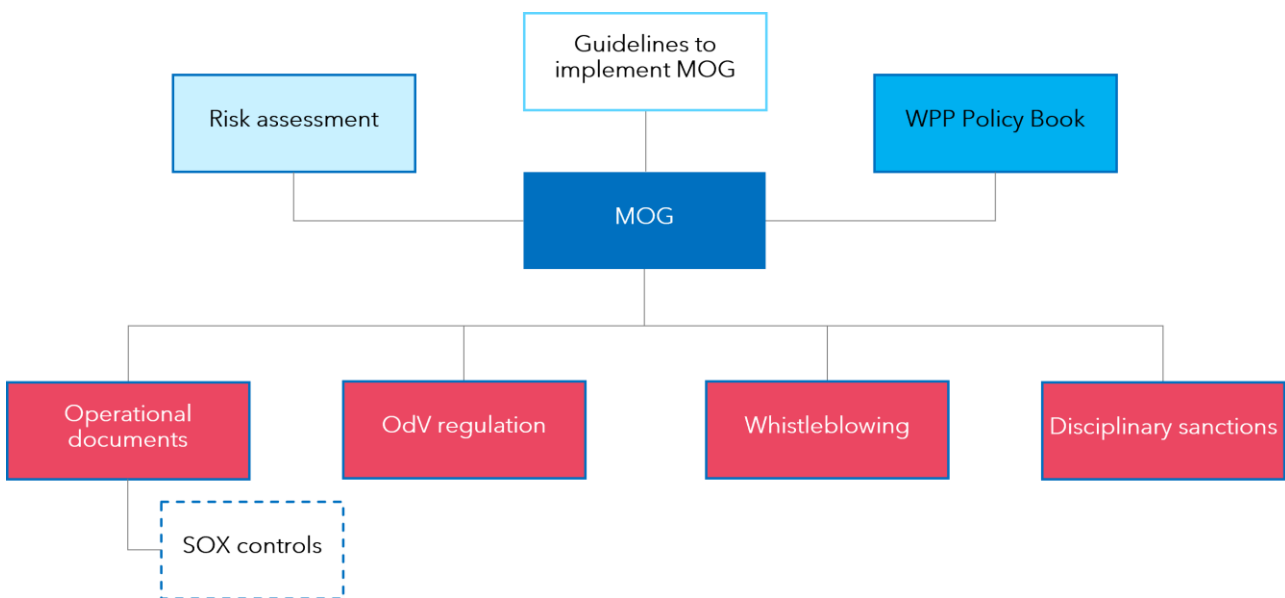 Guidelines to
implement MOG
Risk assessment
WPP Policy Book
MOG
Operational
documents
OdV regulation
Whistleblowing
Disciplinary sanctions
SOX controls